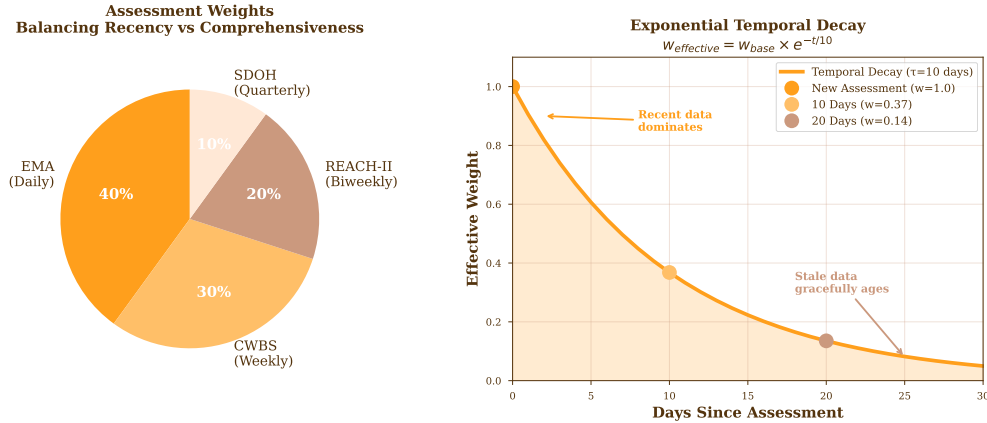 Assessment Weights
Balancing Recency vs Comprehensiveness
SDOH
(Quarterly)
10%
EMA
(Daily)
40%
REACH-II
(Biweekly)
20%
30%
CWBS
(Weekly)
Exponential Temporal Decay
w_effective = w_base × e^−t/10
Temporal Decay (τ=10 days)
New Assessment (w=1.0)
10 Days (w=0.37)
20 Days (w=0.14)
Recent data
dominates
Stale data
gracefully ages
Effective Weight
1.0
0.8
0.6
0.4
0.2
0.0
0 5 10 15 20 25 30
Days Since Assessment